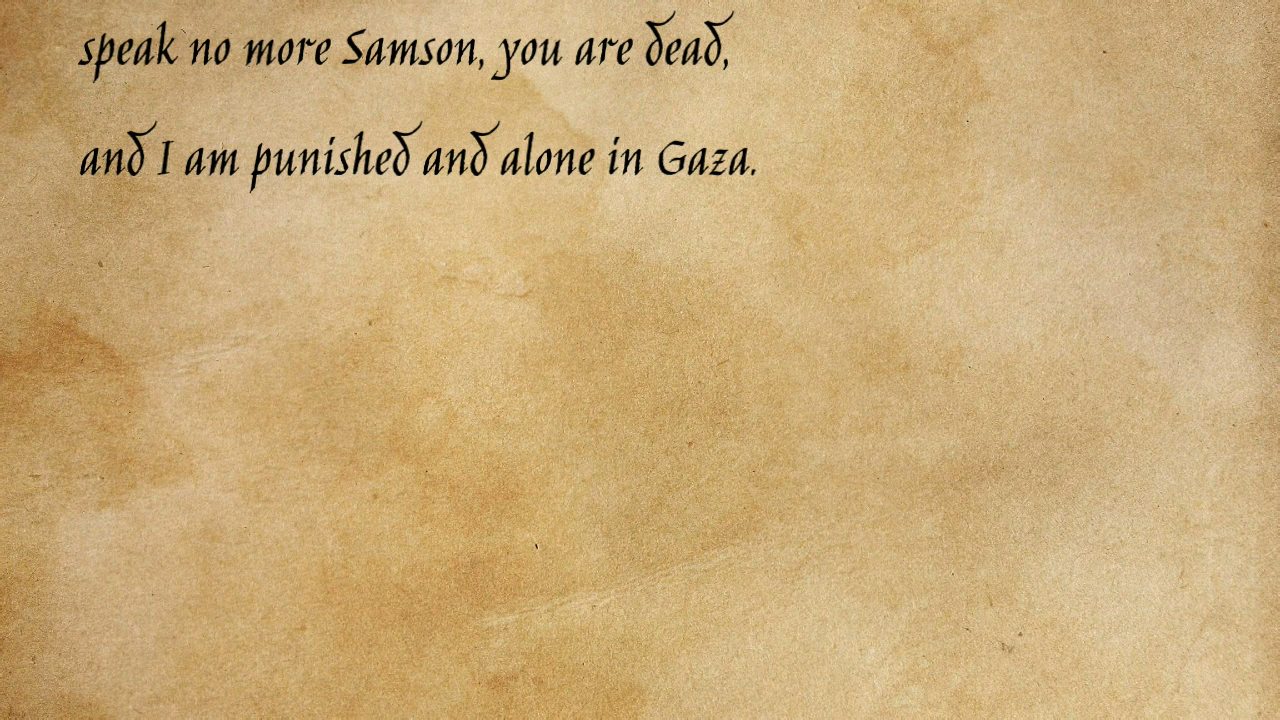 speak no more Samson, you are dead,
and I am punished and alone in Gaza.